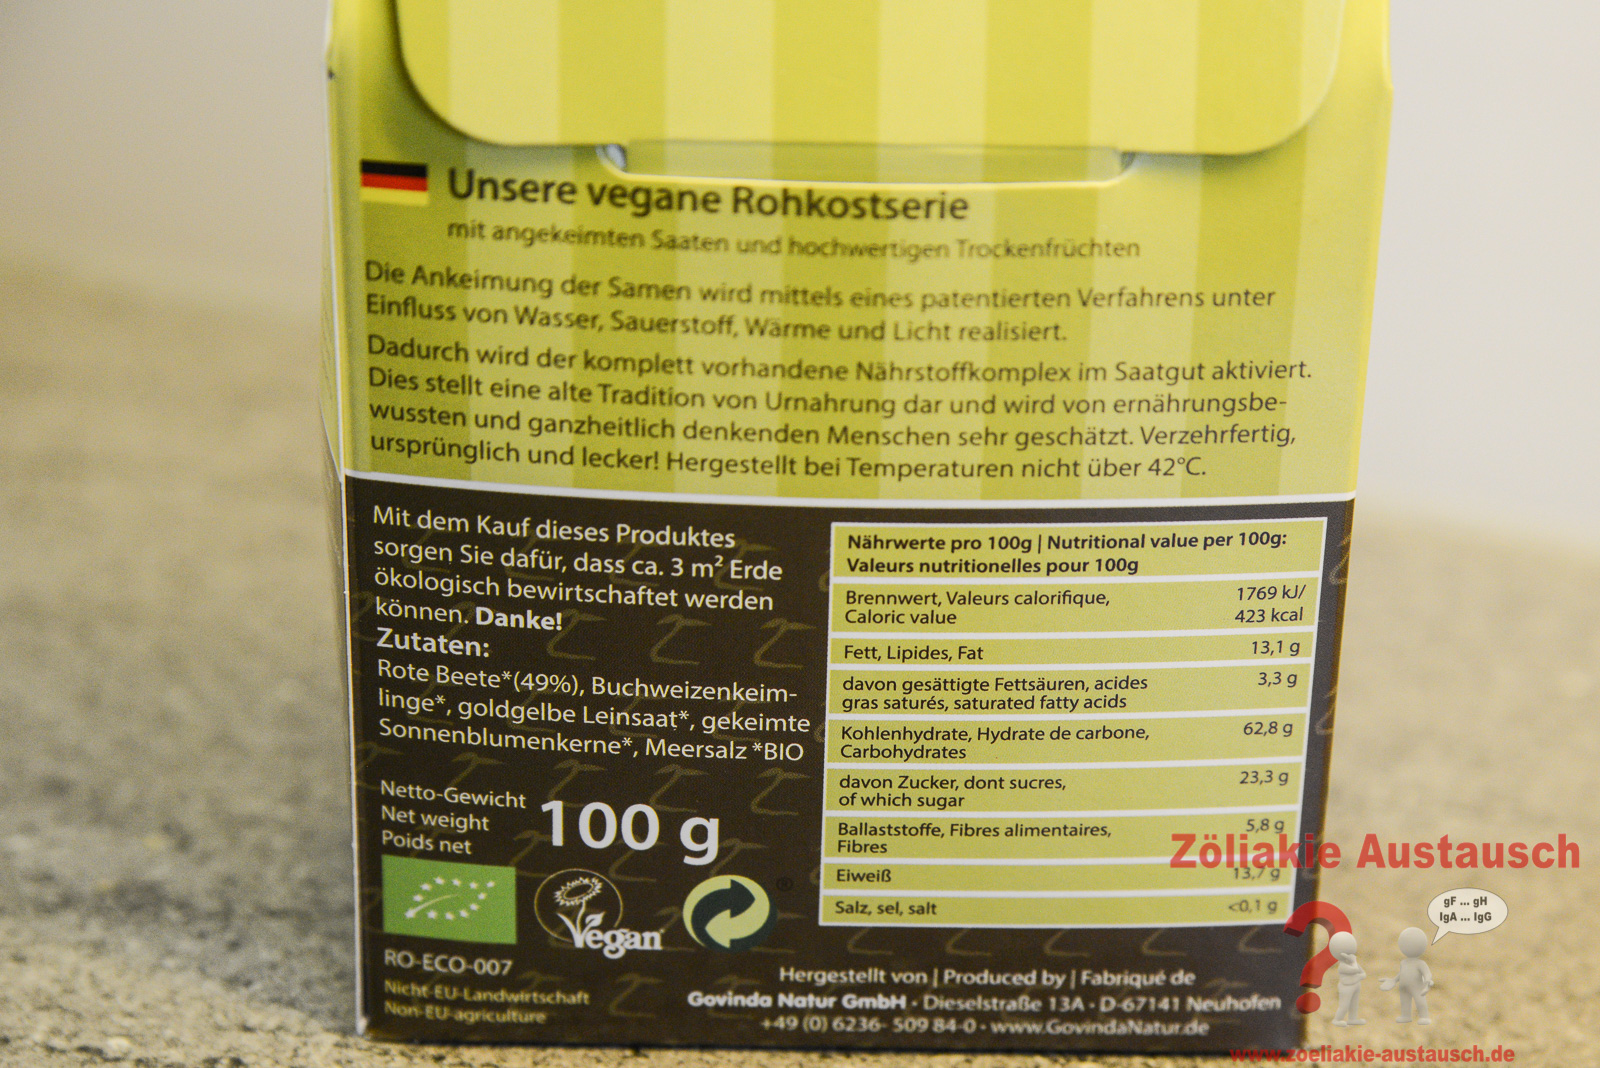 Unsere vegane Rohkostserie
mit angekeimten Saaten und hochwertigen Trockenfrüchten
Die Ankeimung der Samen wird mittels eines patentierten Verfahrens unter
Einfluss von Wasser, Sauerstoff, Wärme und Licht realisiert.
Dadurch wird der komplett vorhandene Nährstoffkomplex im Saatgut aktiviert.
Dies stellt eine alte Tradition von Urnahrung dar und wird von ernährungsbe-
wussten und ganzheitlich denkenden Menschen sehr geschätzt. Verzehrfertig,
ursprünglich und lecker! Hergestellt bei Temperaturen nicht über 42°C.
Mit dem Kauf dieses Produktes
sorgen Sie dafür, dass ca. 3 m² Erde
ökologisch bewirtschaftet werden
können. Danke!
Zutaten:
Rote Beete*(49%), Buchweizenkeim-
linge*, goldgelbe Leinsaat*, gekeimte
Sonnenblumenkerne*, Meersalz *BIO
Netto-Gewicht
Net weight
Poids net
100 g
Vegan
®
RO-ECO-007
Nicht-EU-Landwirtschaft
Non-EU-agriculture
Nährwerte pro 100g | Nutritional value per 100g:
Valeurs nutritionelles pour 100g
Brennwert, Valeurs calorifique, 1769 kJ/
Caloric value 423 kcal
Fett, Lipides, Fat 13,1 g
davon gesättigte Fettsäuren, acides 3,3 g
gras saturés, saturated fatty acids
Kohlenhydrate, Hydrate de carbone, 62,8 g
Carbohydrates
davon Zucker, dont sucres, 23,3 g
of which sugar
Ballaststoffe, Fibres alimentaires, 5,8 g
Fibres
Eiweiß 13,7 g
Salz, sel, salt <0,1 g
Hergestellt von | Produced by | Fabriqué de
Govinda Natur GmbH · Dieselstraße 13A · D-67141 Neuhofen
+49 (0) 6236- 509 84-0 · www.GovindaNatur.de
Zöliakie Austausch
gF ... gH
IgA ... IgG
?
www.zoeliakie-austausch.de